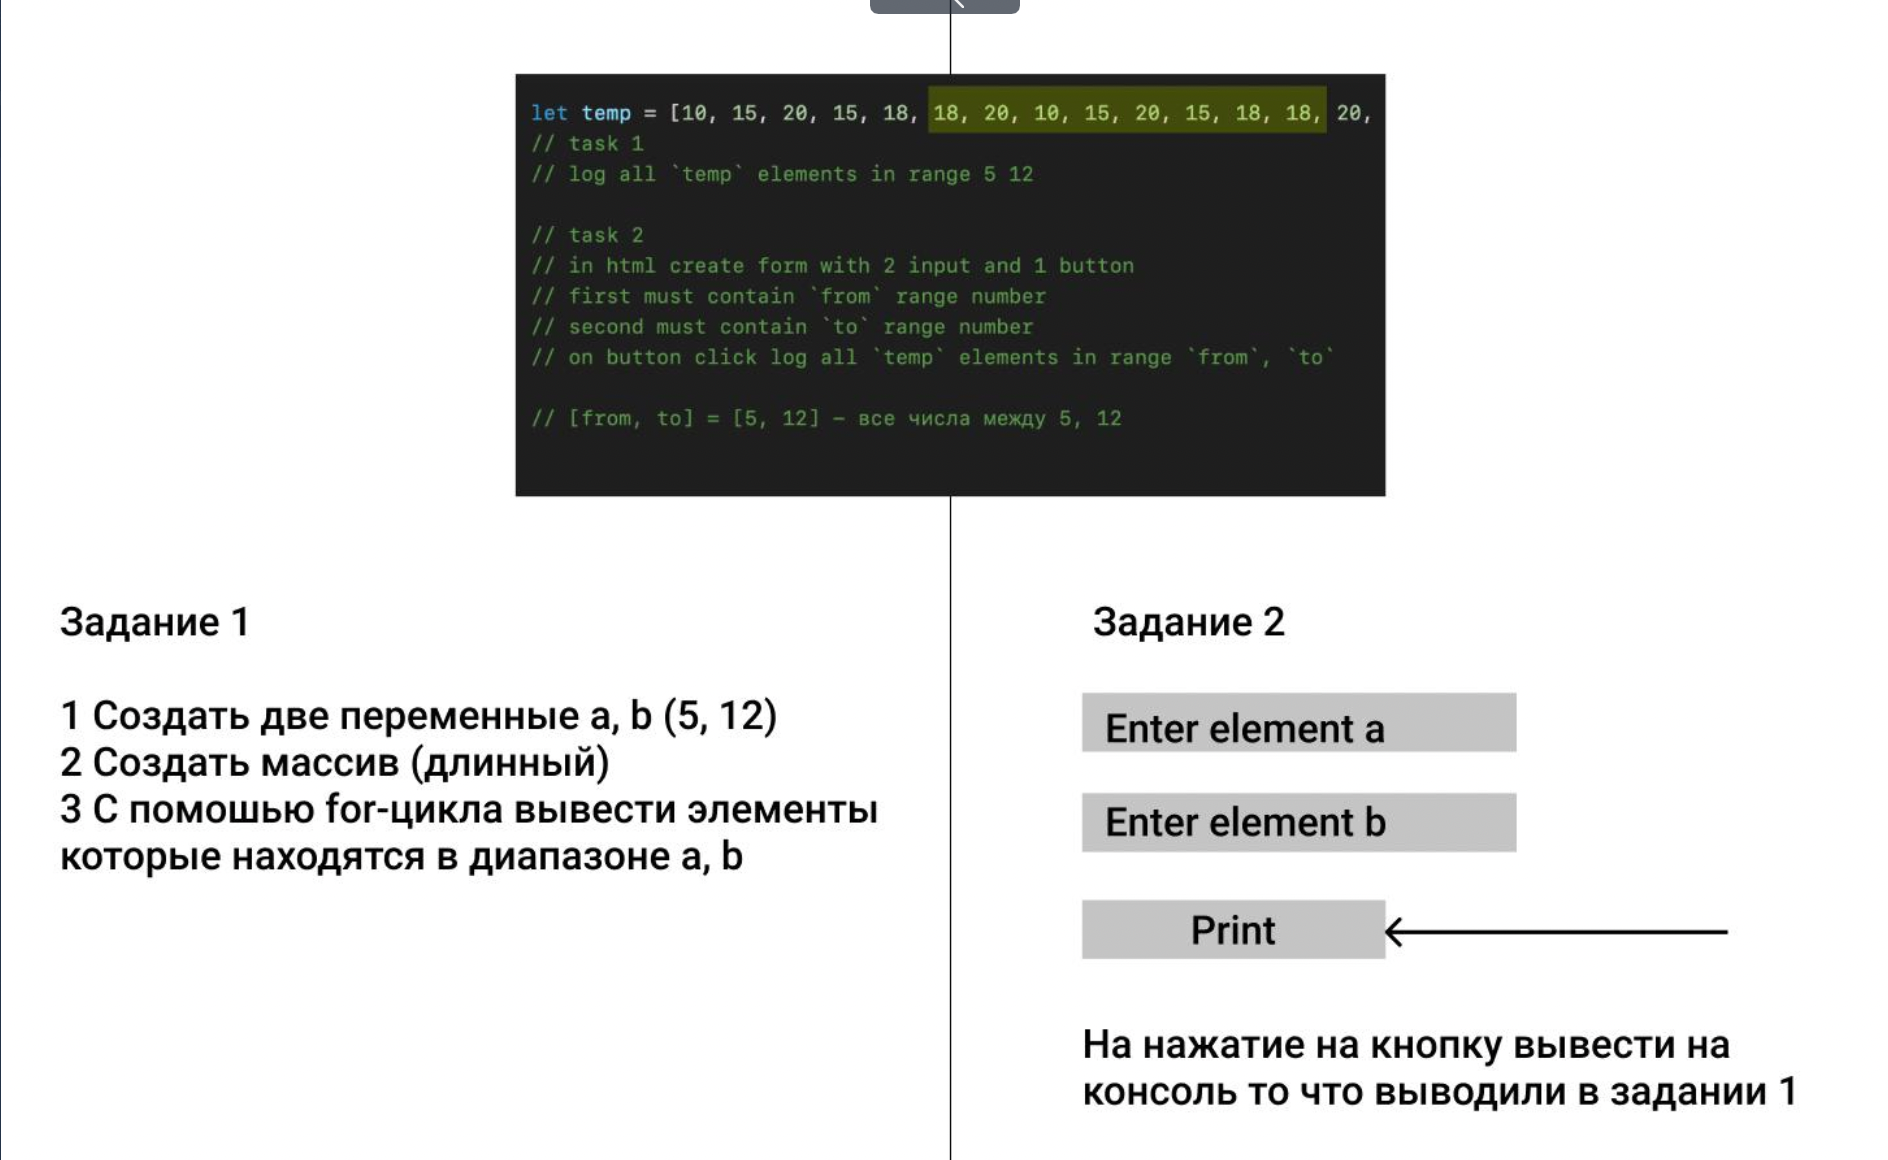 let temp = [10, 15, 20, 15, 18, 18, 20, 10, 15, 20, 15, 18, 18, 20,
// task 1
// log all `temp` elements in range 5 12
// task 2
// in html create form with 2 input and 1 button
// first must contain `from` range number
// second must contain `to` range number
// on button click log all `temp` elements in range `from`, `to`
// [from, to] = [5, 12] – все числа между 5, 12
Задание 1
1 Создать две переменные a, b (5, 12)
2 Создать массив (длинный)
3 С помошью for-цикла вывести элементы
которые находятся в диапазоне a, b
Задание 2
Enter element a
Enter element b
Print
На нажатие на кнопку вывести на
консоль то что выводили в задании 1